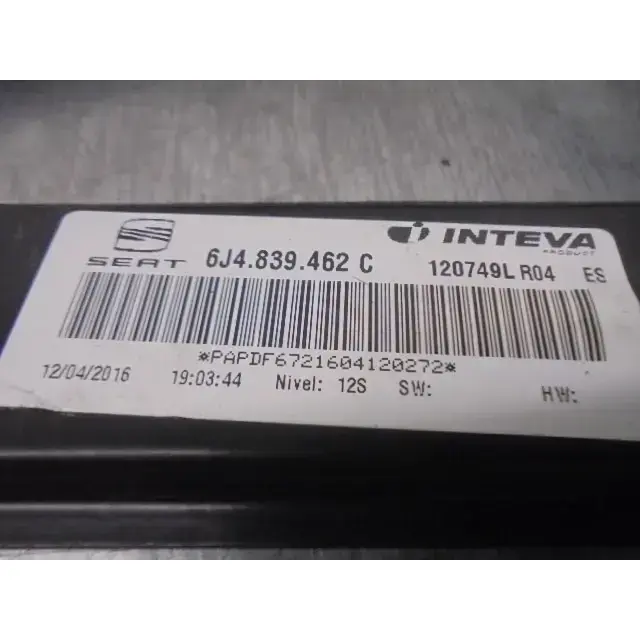 SEAT 6J4.839.462 C
INTEVA
PRODUCT
120749L R04 ES
*PAPDF6721604120272*
12/04/2016 19:03:44 Nivel: 12S SW: HW: